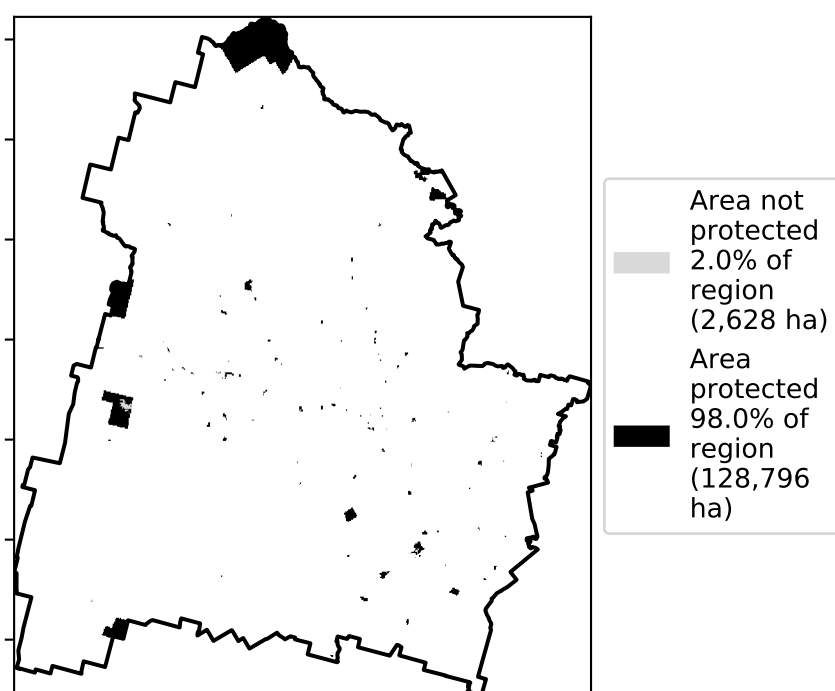 Area not
protected
2.0% of
region
(2,628 ha)
Area
protected
98.0% of
region
(128,796
ha)